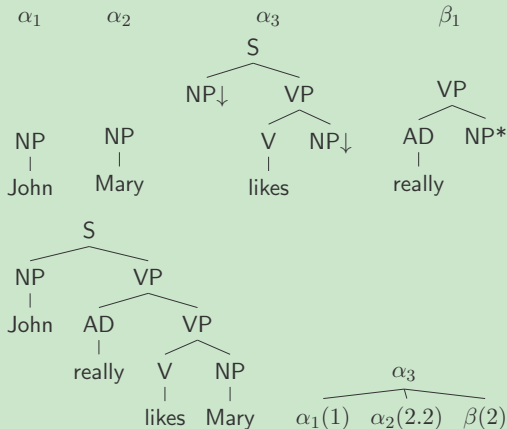 α₁ α₂ α₃ β₁
S
NP↓ VP VP
NP NP V NP↓ AD NP*
John Mary likes really
S
NP VP
John AD VP
really V NP α₃
likes Mary α₁(1) α₂(2.2) β(2)